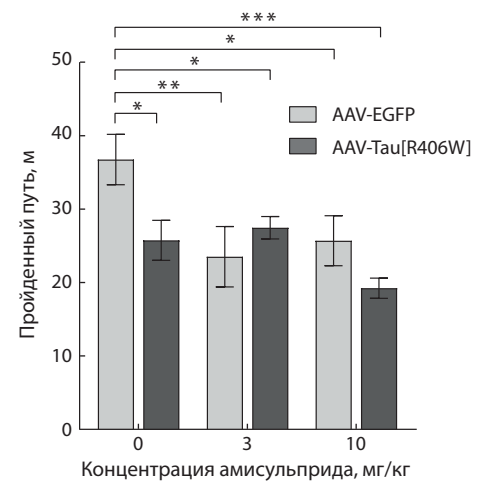 ***
*
*
**
*
50
40
30
20
10
0
Пройденный путь, м
AAV-EGFP
AAV-Tau[R406W]
0 3 10
Концентрация амисульприда, мг/кг